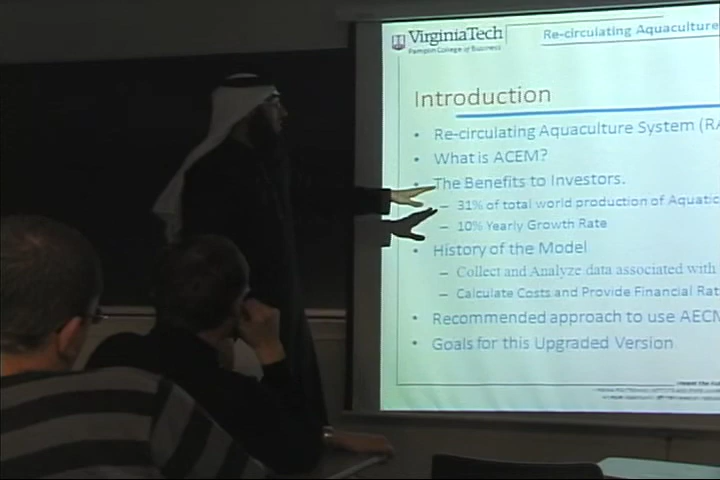 VirginiaTech
Pamplin College of Business
Re-circulating Aquaculture
Introduction
• Re-circulating Aquaculture System (RA
• What is ACEM?
• The Benefits to Investors.
– 31% of total world production of Aquatic
– 10% Yearly Growth Rate
• History of the Model
– Collect and Analyze data associated with
– Calculate Costs and Provide Financial Rat
• Recommended approach to use AECM
• Goals for this Upgraded Version